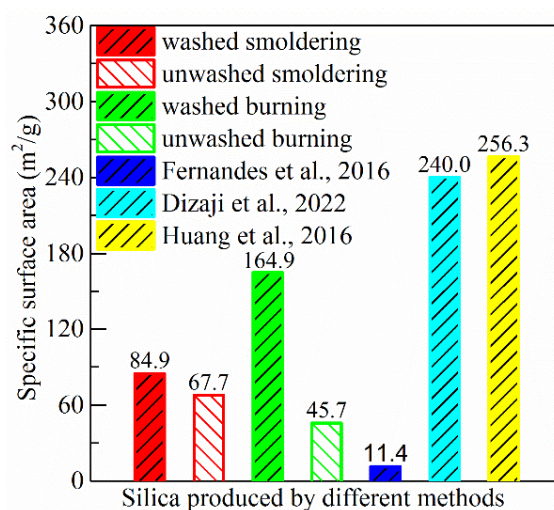 360
300
240
180
120
60
0
Specific surface area (m²/g)
washed smoldering
unwashed smoldering
washed burning
unwashed burning
Fernandes et al., 2016
Dizaji et al., 2022
Huang et al., 2016
84.9
67.7
164.9
45.7
11.4
240.0
256.3
Silica produced by different methods